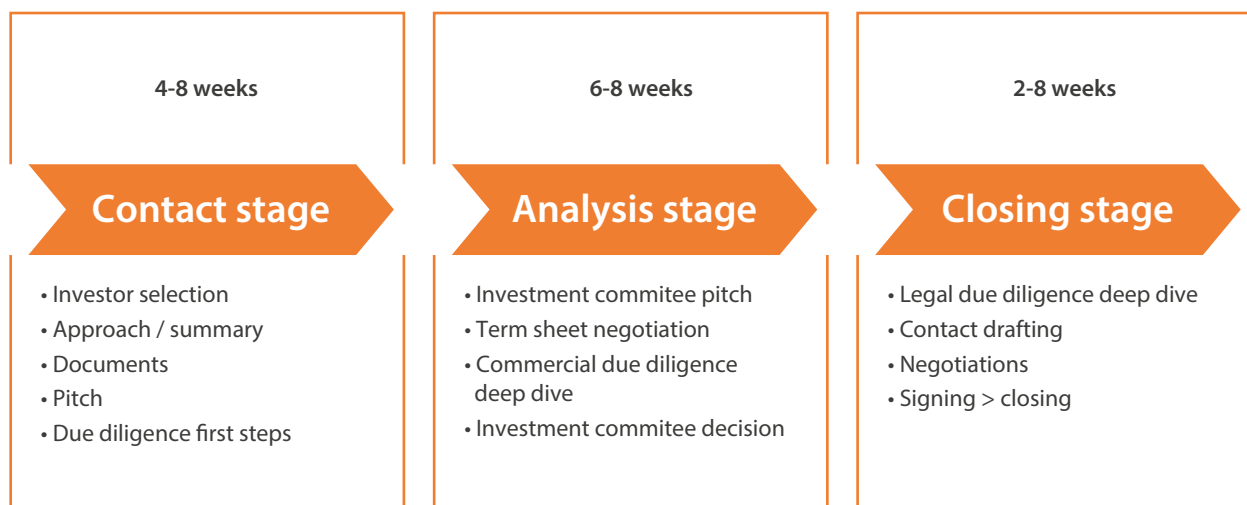 4-8 weeks
Contact stage
• Investor selection
• Approach / summary
• Documents
• Pitch
• Due diligence first steps
6-8 weeks
Analysis stage
• Investment commitee pitch
• Term sheet negotiation
• Commercial due diligence
deep dive
• Investment commitee decision
2-8 weeks
Closing stage
• Legal due diligence deep dive
• Contact drafting
• Negotiations
• Signing > closing